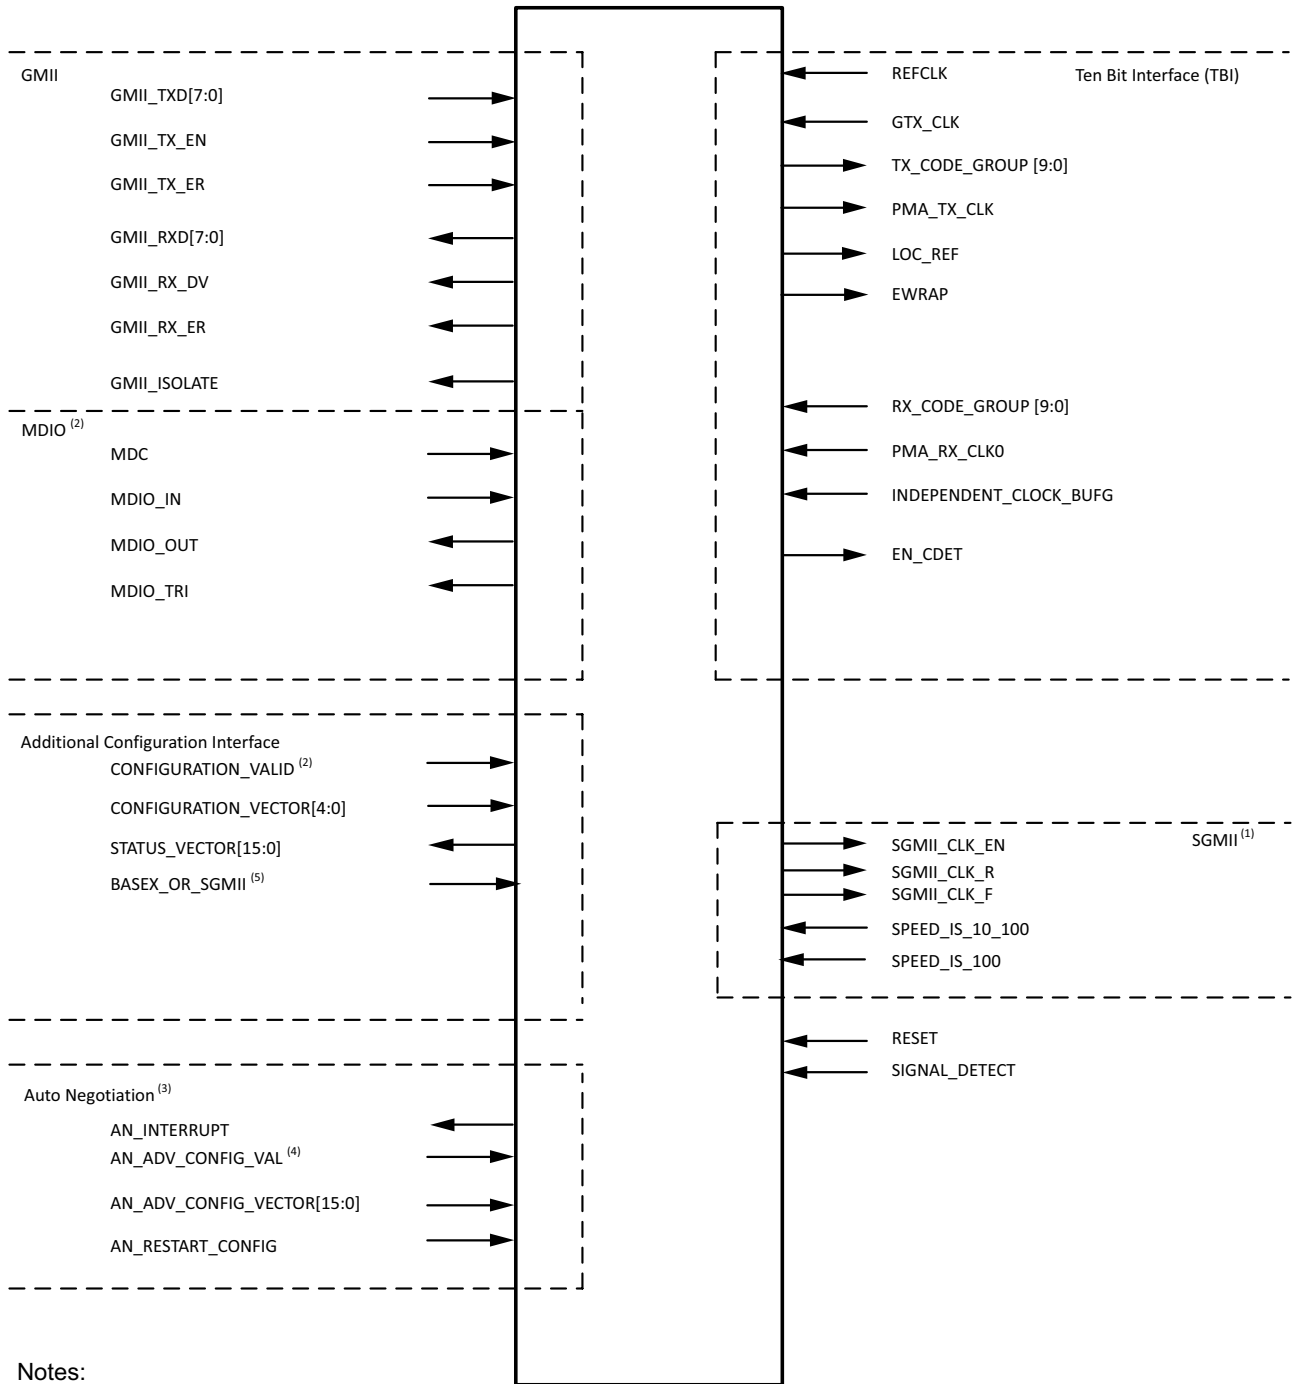 GMII
GMII_TXD[7:0]
GMII_TX_EN
GMII_TX_ER
GMII_RXD[7:0]
GMII_RX_DV
GMII_RX_ER
GMII_ISOLATE
MDIO (2)
MDC
MDIO_IN
MDIO_OUT
MDIO_TRI
Additional Configuration Interface
CONFIGURATION_VALID (2)
CONFIGURATION_VECTOR[4:0]
STATUS_VECTOR[15:0]
BASEX_OR_SGMII (5)
Auto Negotiation (3)
AN_INTERRUPT
AN_ADV_CONFIG_VAL (4)
AN_ADV_CONFIG_VECTOR[15:0]
AN_RESTART_CONFIG
REFCLK
Ten Bit Interface (TBI)
GTX_CLK
TX_CODE_GROUP [9:0]
PMA_TX_CLK
LOC_REF
EWRAP
RX_CODE_GROUP [9:0]
PMA_RX_CLK0
INDEPENDENT_CLOCK_BUFG
EN_CDET
SGMII (1)
SGMII_CLK_EN
SGMII_CLK_R
SGMII_CLK_F
SPEED_IS_10_100
SPEED_IS_100
RESET
SIGNAL_DETECT
Notes: